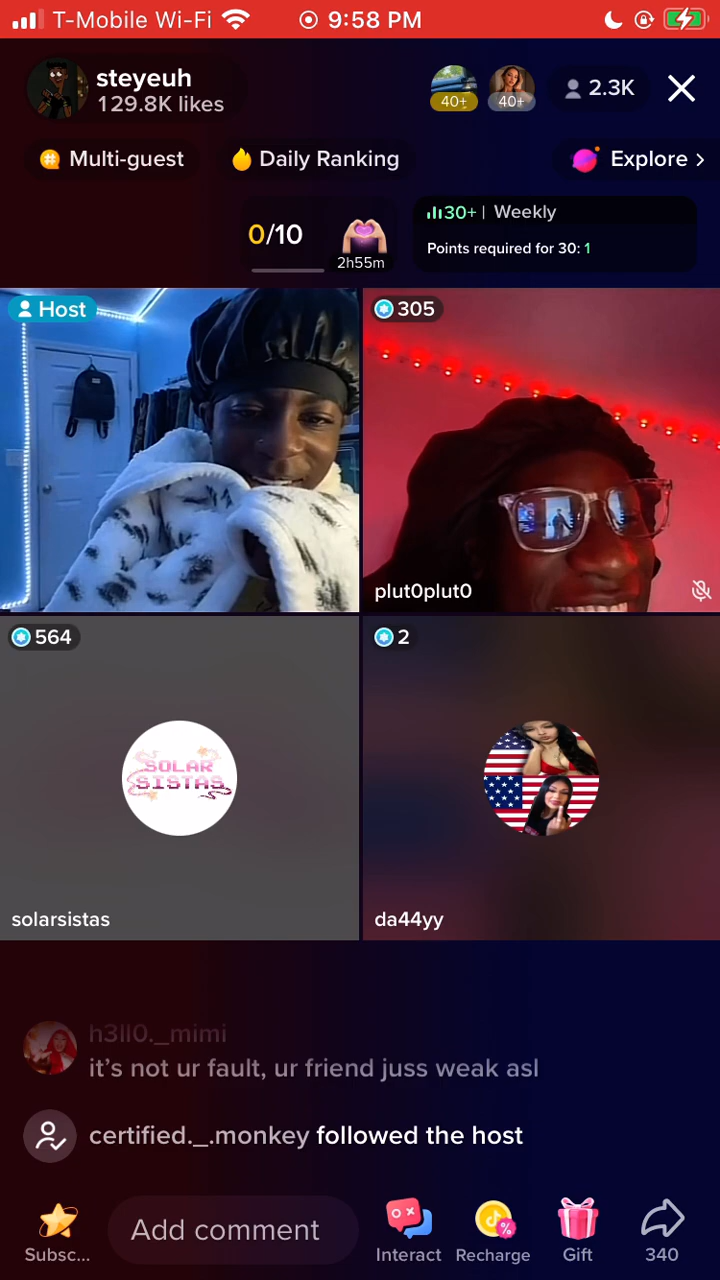 T-Mobile Wi-Fi 9:58 PM
steyeuh
129.8K likes
40+ 40+ 2.3K
Multi-guest Daily Ranking Explore >
0/10 2h55m
30+ | Weekly
Points required for 30: 1
Host 305
plut0plut0
564 2
SOLAR
SISTAS
solarsistas da44yy
h3ll0._mimi
it’s not ur fault, ur friend juss weak asl
certified._.monkey followed the host
Add comment
Subsc... Interact Recharge Gift 340